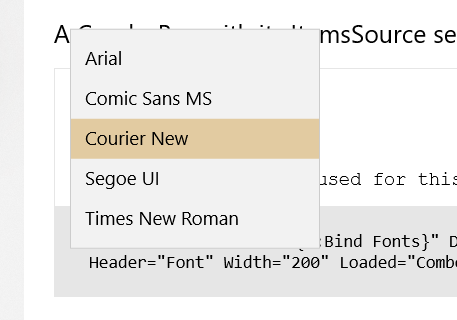 A ComboBox with its ItemsSource se
Arial
Comic Sans MS
Courier New
Segoe UI
used for this
Times New Roman
:Bind Fonts}" D
Header="Font" Width="200" Loaded="Combo